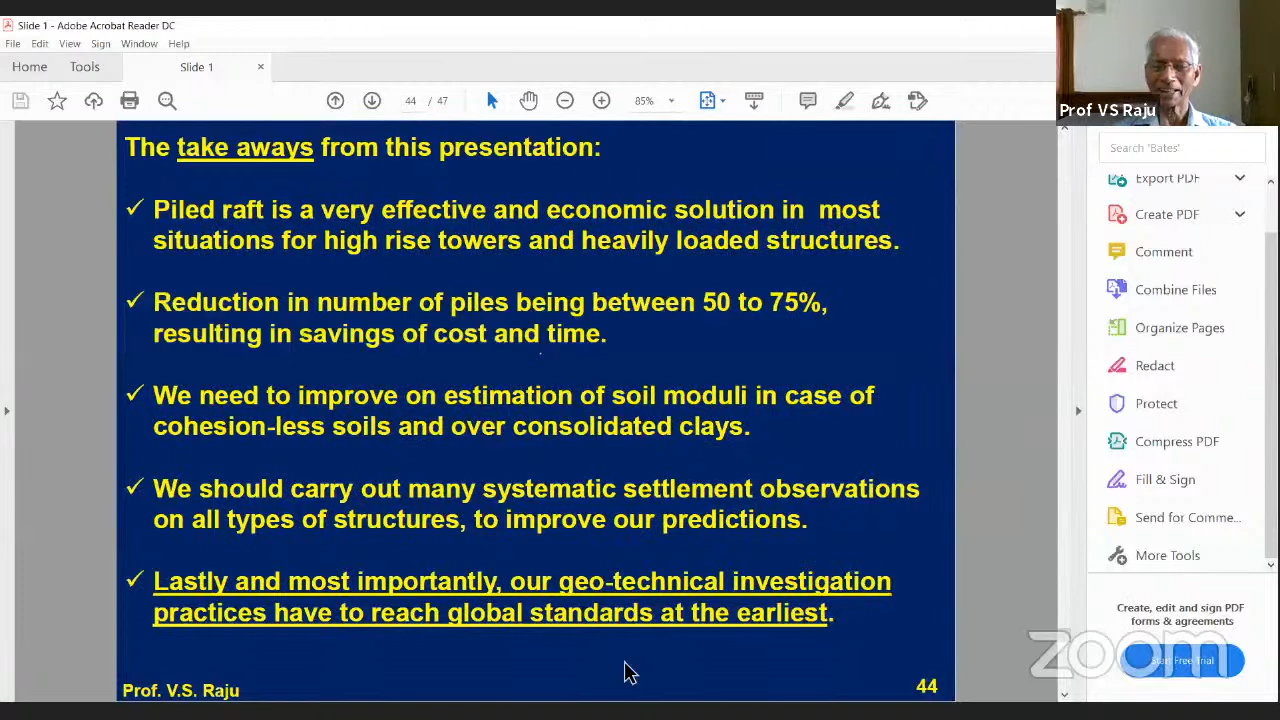 Slide 1 - Adobe Acrobat Reader DC
File Edit View Sign Window Help
Home Tools Slide 1 ×
44 / 47 85%
Prof VS Raju
The take aways from this presentation:
✓ Piled raft is a very effective and economic solution in most
situations for high rise towers and heavily loaded structures.
✓ Reduction in number of piles being between 50 to 75%,
resulting in savings of cost and time.
✓ We need to improve on estimation of soil moduli in case of
cohesion-less soils and over consolidated clays.
✓ We should carry out many systematic settlement observations
on all types of structures, to improve our predictions.
✓ Lastly and most importantly, our geo-technical investigation
practices have to reach global standards at the earliest.
Prof. V.S. Raju 44
Search 'Bates'
Export PDF
Create PDF
Comment
Combine Files
Organize Pages
Redact
Protect
Compress PDF
Fill & Sign
Send for Comme...
More Tools
Create, edit and sign PDF
forms & agreements
Start Free Trial
zoom